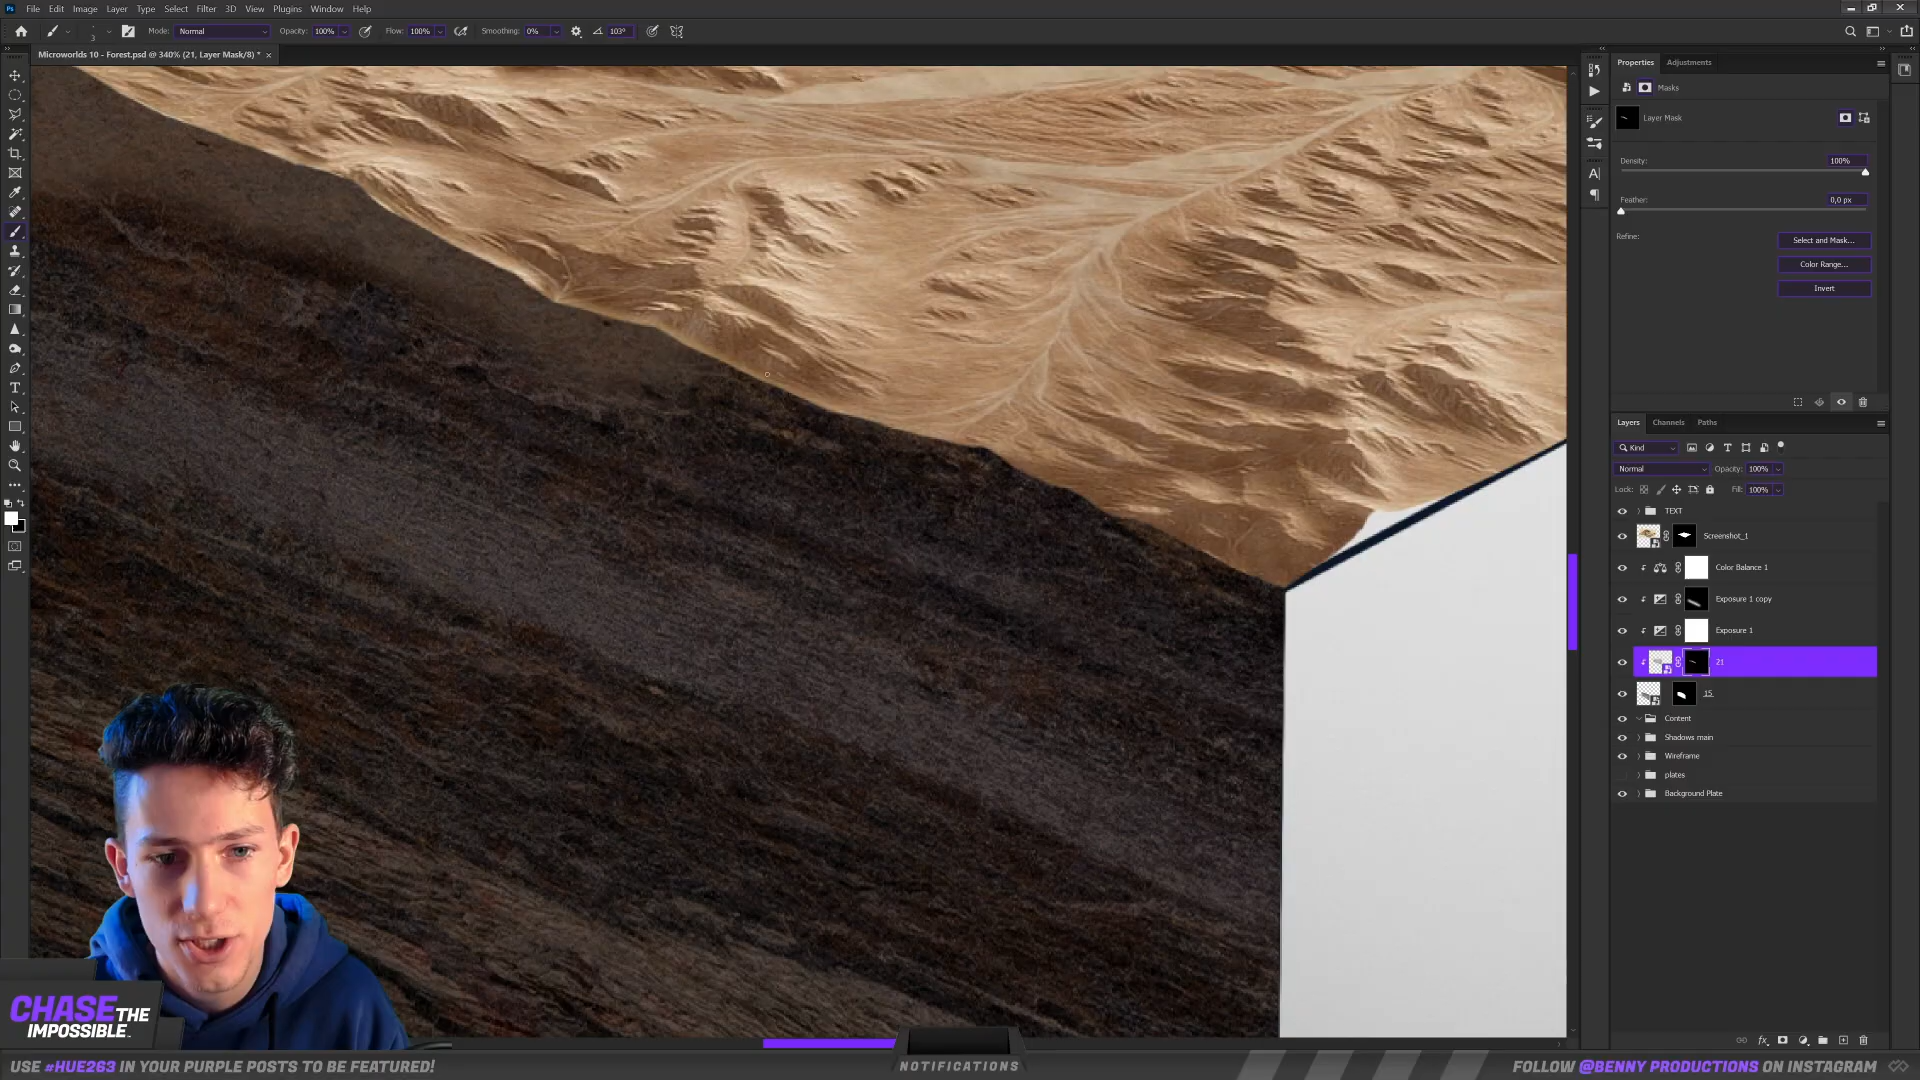 Ps File Edit Image Layer Type Select Filter 3D View Plugins Window Help
3 Mode: Normal Opacity: 100% Flow: 100% Smoothing: 0% 103°
Microworlds 10 - Forest.psd @ 340% (21, Layer Mask/8) * ×
Properties Adjustments
Masks
Layer Mask
Density: 100%
Feather: 0,0 px
Refine: Select and Mask...
Color Range...
Invert
Layers Channels Paths
Kind
Normal Opacity: 100%
Lock: Fill: 100%
TEXT
Screenshot_1
Color Balance 1
Exposure 1 copy
Exposure 1
21
15
Content
Shadows main
Wireframe
plates
Background Plate
CHASE THE
IMPOSSIBLE™
USE #HUE263 IN YOUR PURPLE POSTS TO BE FEATURED!
NOTIFICATIONS
FOLLOW @BENNY PRODUCTIONS ON INSTAGRAM